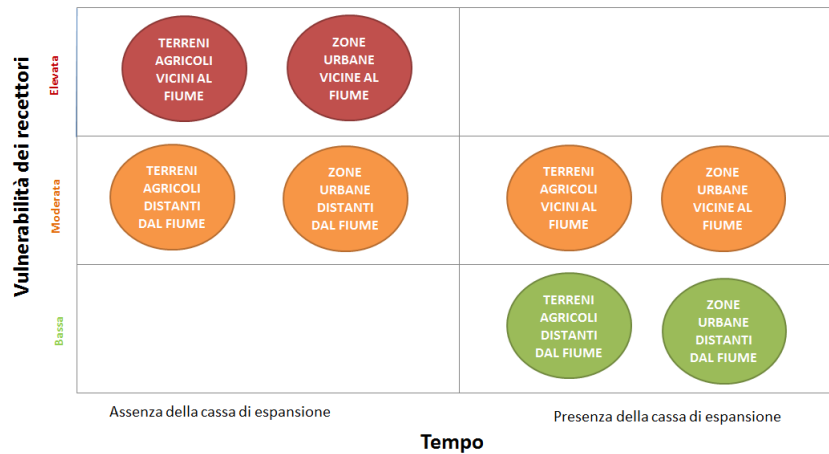 Vulnerabilità dei recettori
Elevata
TERRENI
AGRICOLI
VICINI AL
FIUME
ZONE
URBANE
VICINE AL
FIUME
Moderata
TERRENI
AGRICOLI
DISTANTI
DAL FIUME
ZONE
URBANE
DISTANTI
DAL FIUME
TERRENI
AGRICOLI
VICINI AL
FIUME
ZONE
URBANE
VICINE AL
FIUME
Bassa
TERRENI
AGRICOLI
DISTANTI
DAL FIUME
ZONE
URBANE
DISTANTI
DAL FIUME
Assenza della cassa di espansione
Presenza della cassa di espansione
Tempo